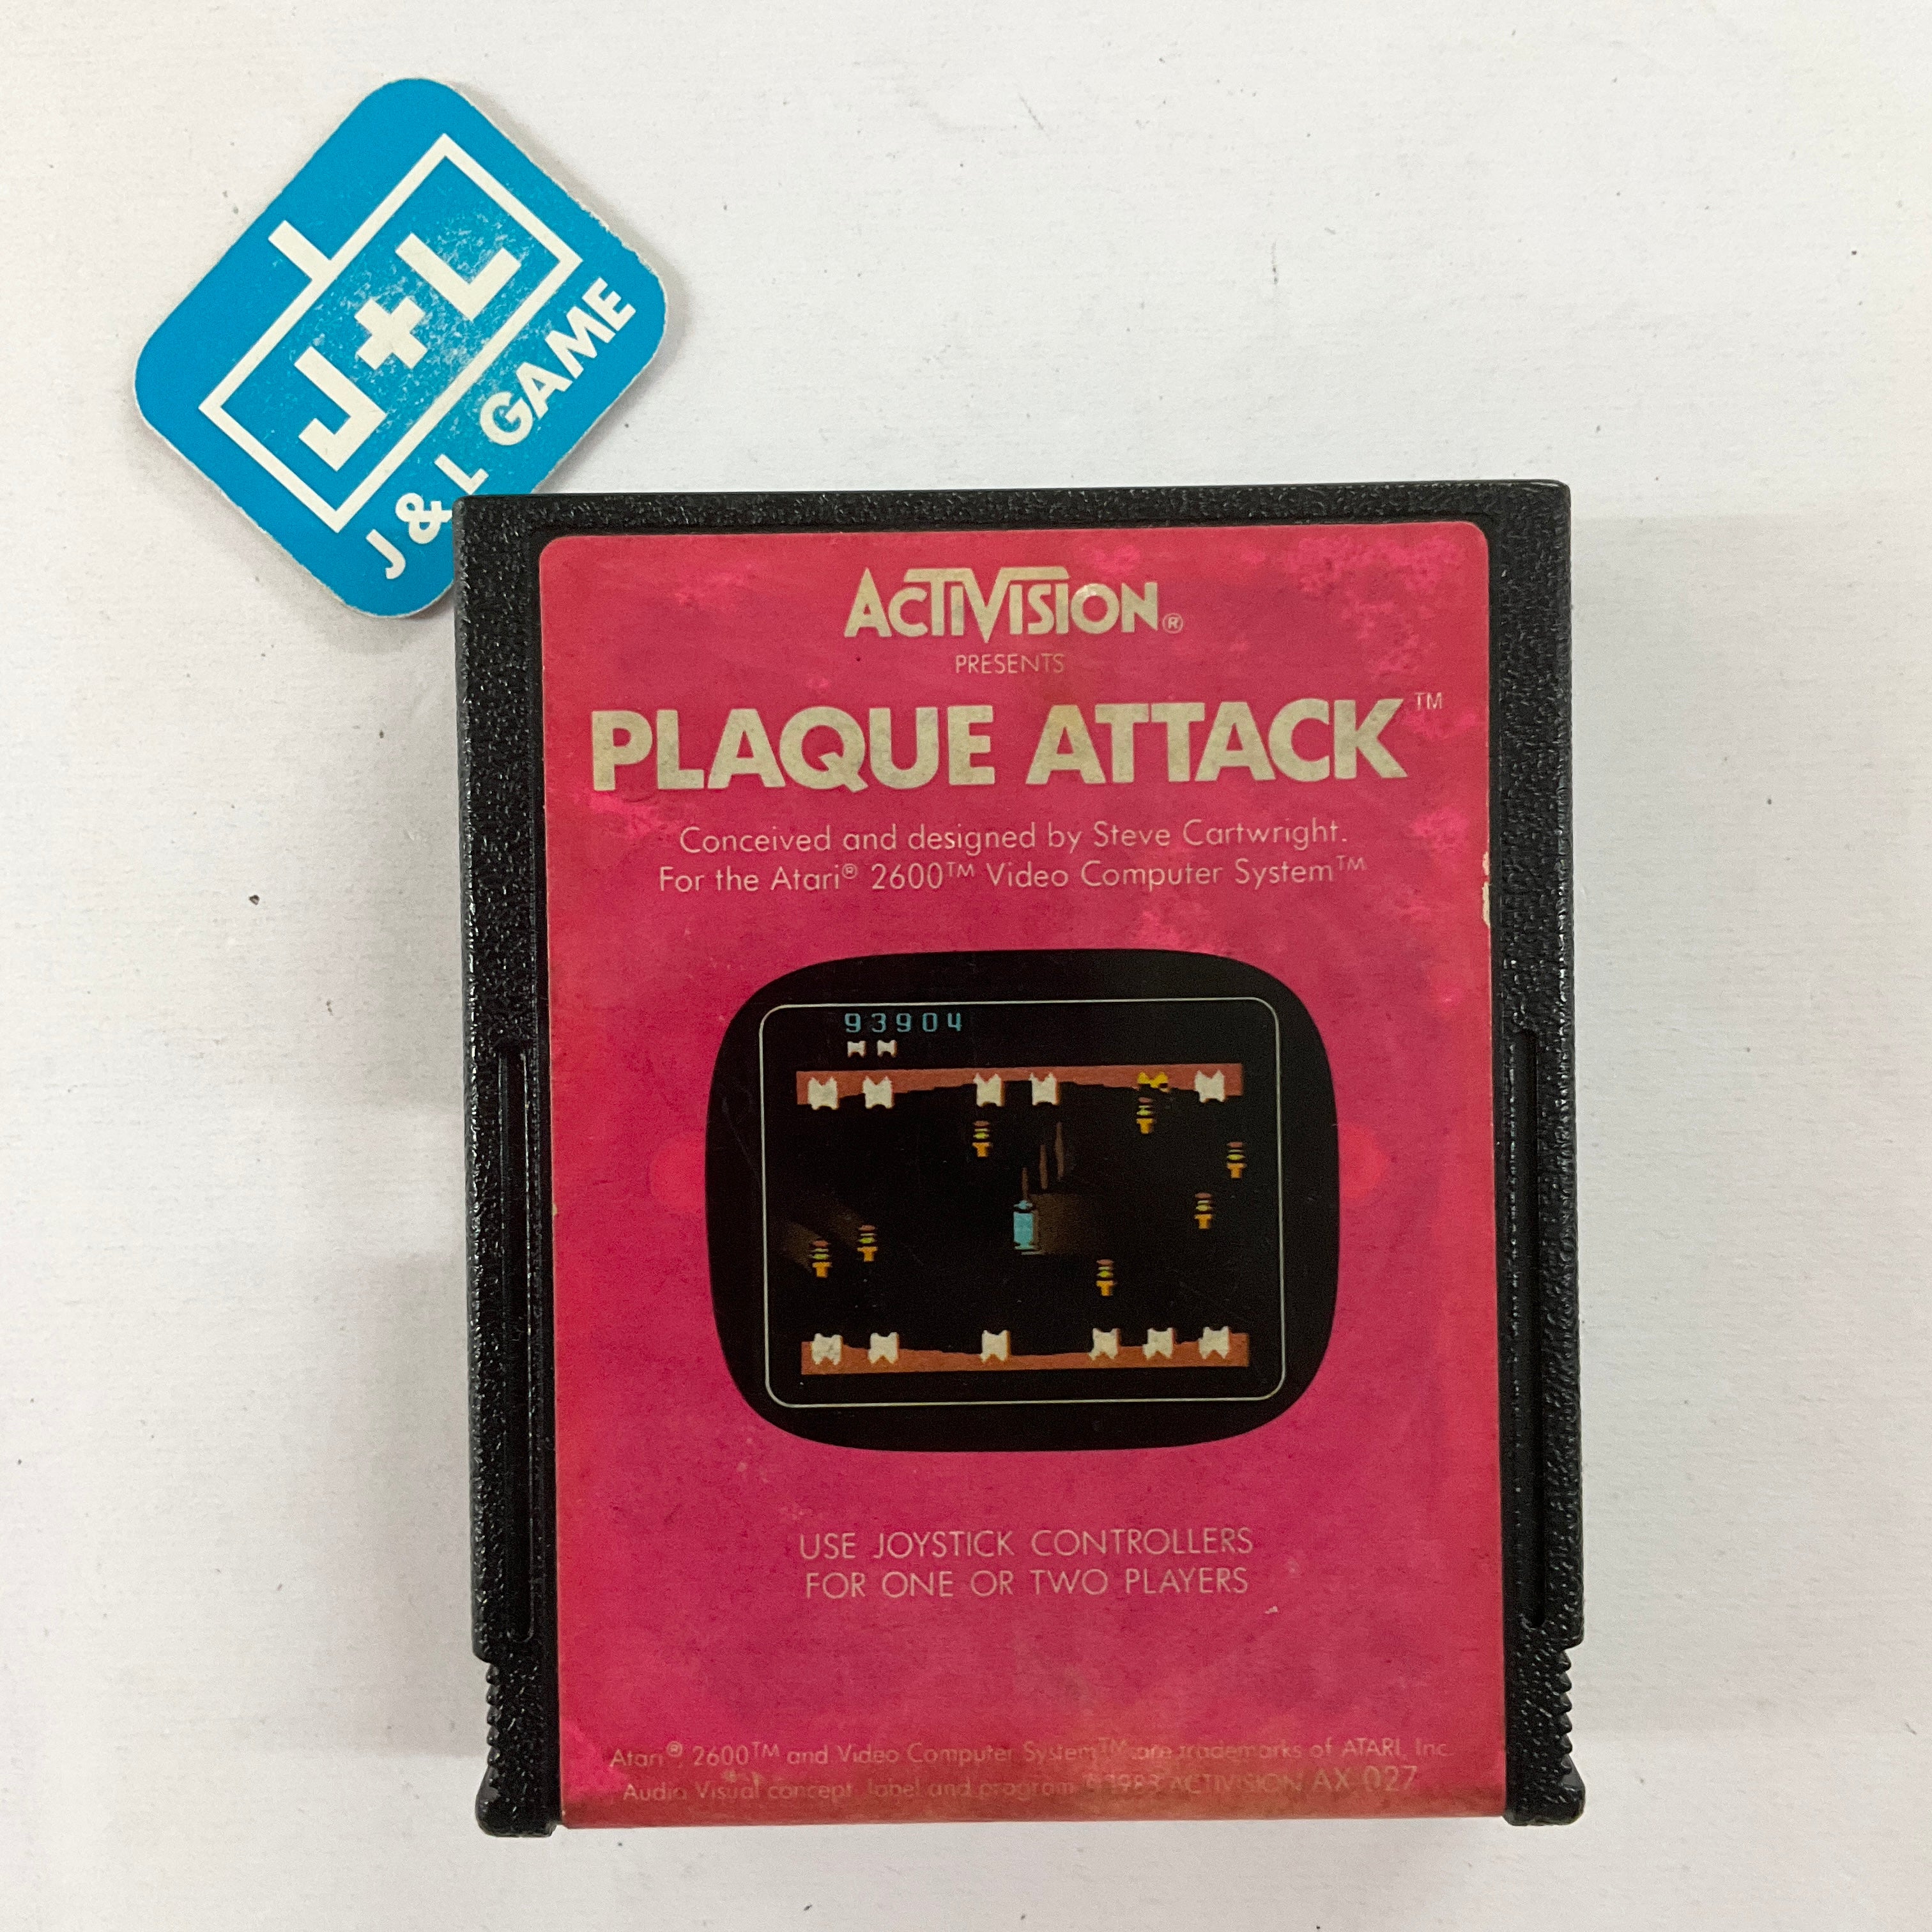 J+L
J & L GAME
ACTIVISION®
PRESENTS
PLAQUE ATTACK™
Conceived and designed by Steve Cartwright.
For the Atari® 2600™ Video Computer System™
93904
USE JOYSTICK CONTROLLERS
FOR ONE OR TWO PLAYERS
Atari® 2600™ and Video Computer System™ are trademarks of ATARI, Inc.
Audio Visual concept, label and program © 1983 ACTIVISION AX-027